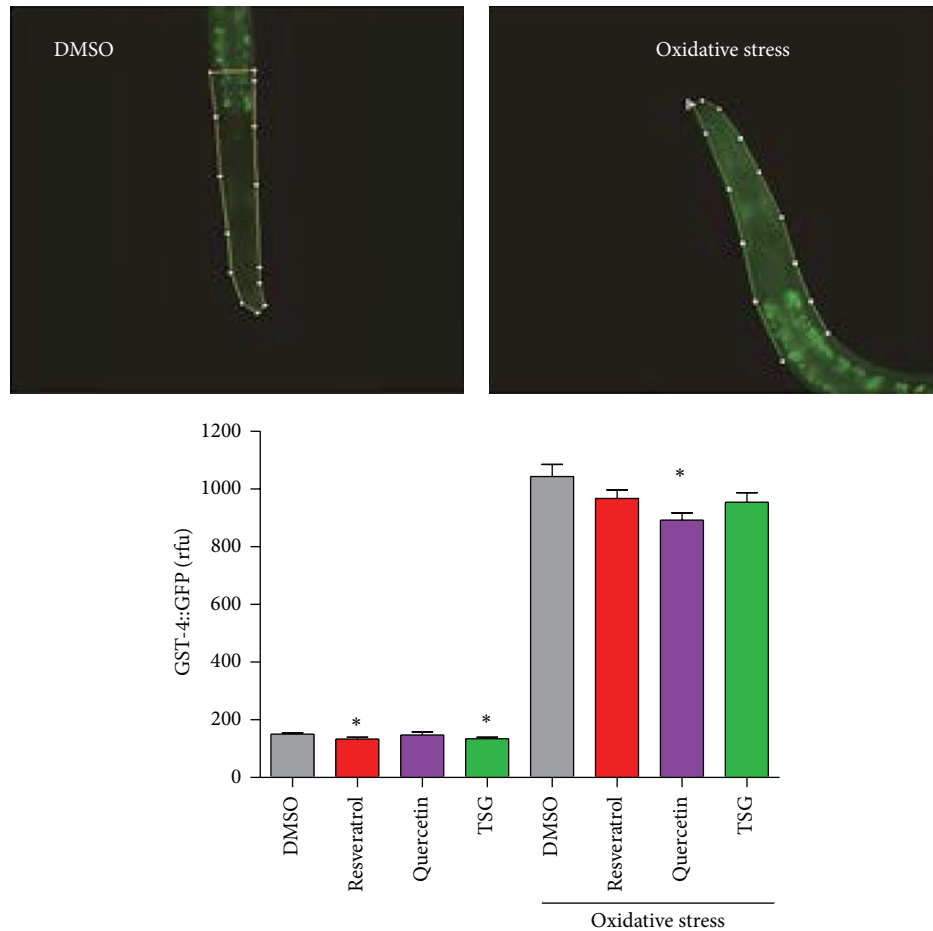 DMSO
Oxidative stress
GST-4::GFP (rfu)
1200
1000
800
600
400
200
0
*
*
*
DMSO
Resvratrol
Quercetin
TSG
DMSO
Resveratrol
Quercetin
TSG
Oxidative stress